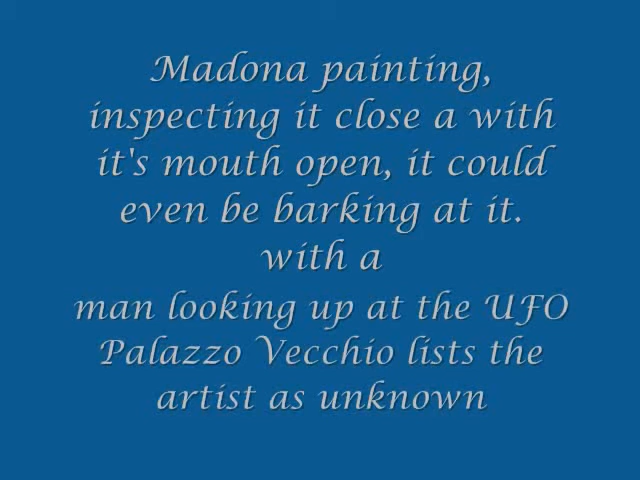 Madona painting,
inspecting it close a with
it's mouth open, it could
even be barking at it.
with a
man looking up at the UFO
Palazzo Vecchio lists the
artist as unknown